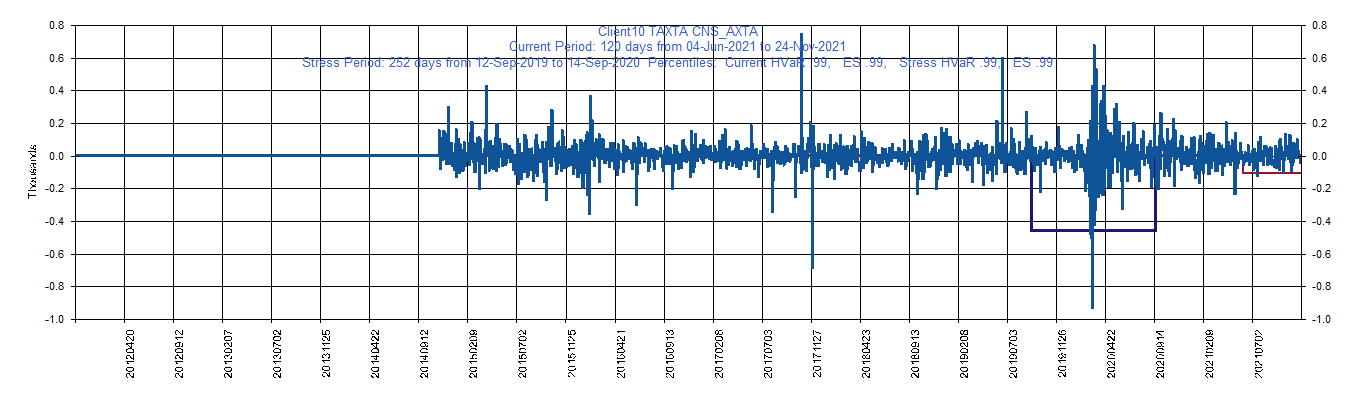 Client10 TAXTA CNS_AXTA
Current Period: 120 days from 04-Jun-2021 to 24-Nov-2021
Stress Period: 252 days from 12-Sep-2019 to 14-Sep-2020 Percentiles: Current HVaR .99, ES .99, Stress HVaR .99, ES .99
0.8 0.8
0.6 0.6
0.4 0.4
0.2 0.2
0.0 0.0
-0.2 -0.2
-0.4 -0.4
-0.6 -0.6
-0.8 -0.8
-1.0 -1.0
Thousands
20120420 20120912 20130207 20130702 20131125 20140422 20140912 20150209 20150702 20151125 20160421 20160913 20170208 20170703 20171127 20180423 20180913 20190208 20190703 20191126 20200422 20200914 20210209 20210702